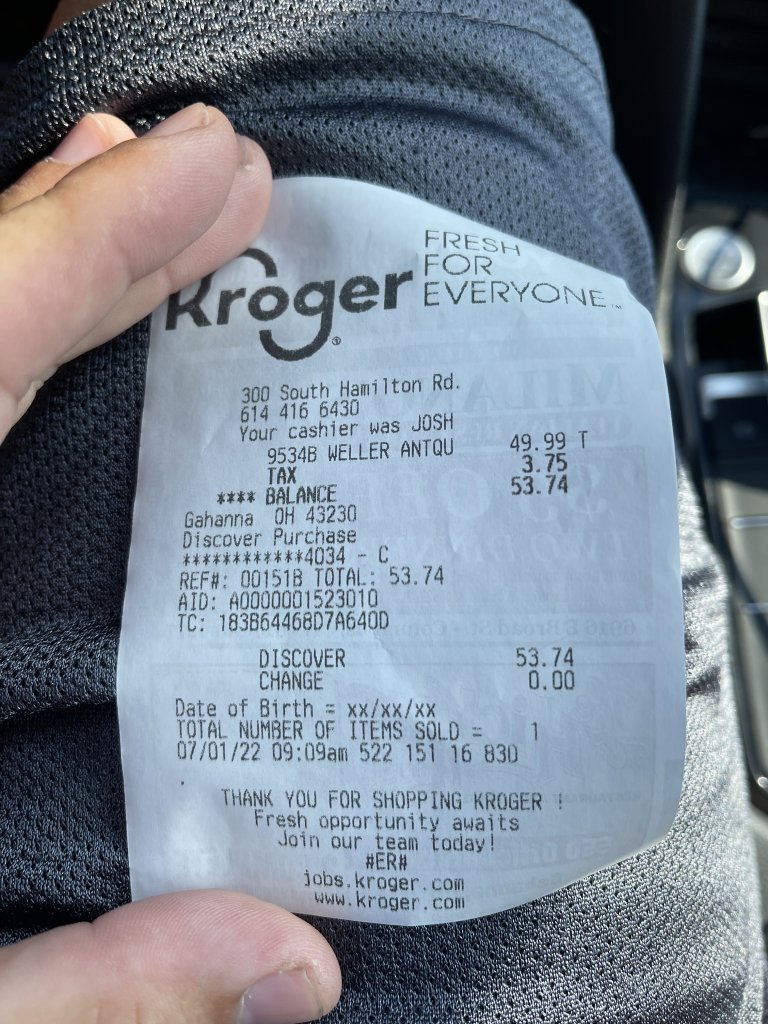 Kroger
FRESH
FOR
EVERYONE™
300 South Hamilton Rd.
614 416 6430
Your cashier was JOSH
9534B WELLER ANTQU 49.99 T
TAX 3.75
**** BALANCE 53.74
Gahanna OH 43230
Discover Purchase
************4034 - C
REF#: 00151B TOTAL: 53.74
AID: A0000001523010
TC: 183B64468D7A640D
DISCOVER 53.74
CHANGE 0.00
Date of Birth = xx/xx/xx
TOTAL NUMBER OF ITEMS SOLD = 1
07/01/22 09:09am 522 151 16 830
THANK YOU FOR SHOPPING KROGER !
Fresh opportunity awaits
Join our team today!
#ER#
jobs.kroger.com
www.kroger.com